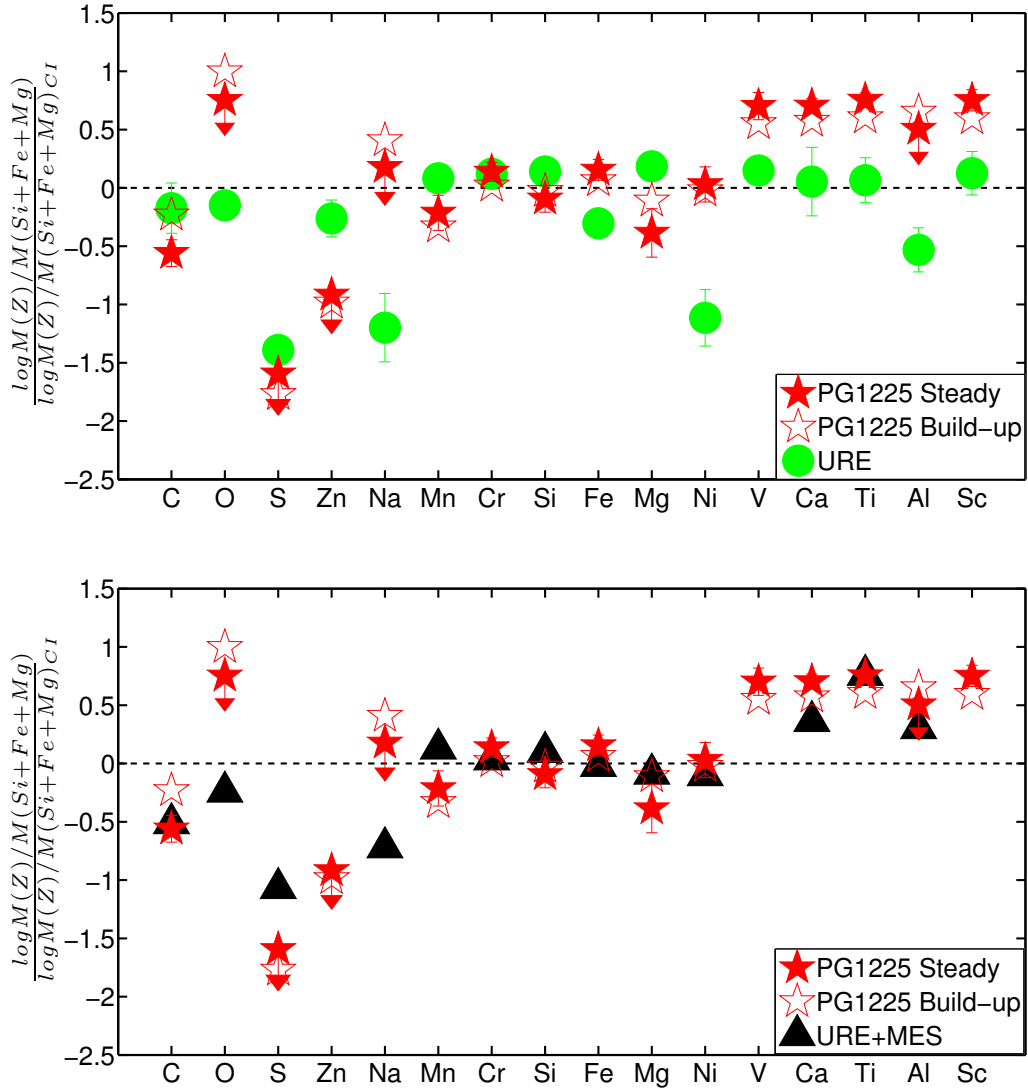 logM(Z)/M(Si+Fe+Mg)
logM(Z)/M(Si+Fe+Mg)CI
1.5
1
0.5
0
−0.5
−1
−1.5
−2
−2.5
PG1225 Steady
PG1225 Build−up
URE
C O S Zn Na Mn Cr Si Fe Mg Ni V Ca Ti Al Sc
logM(Z)/M(Si+Fe+Mg)
logM(Z)/M(Si+Fe+Mg)CI
1.5
1
0.5
0
−0.5
−1
−1.5
−2
−2.5
PG1225 Steady
PG1225 Build−up
URE+MES
C O S Zn Na Mn Cr Si Fe Mg Ni V Ca Ti Al Sc